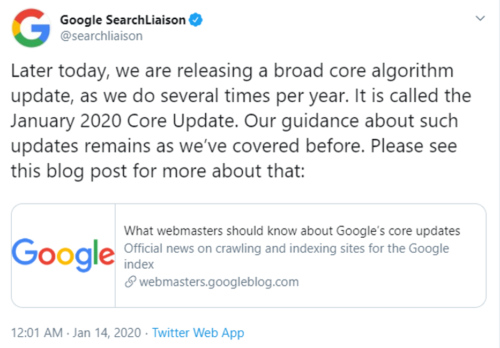 Google SearchLiaison
@searchliaison
Later today, we are releasing a broad core algorithm
update, as we do several times per year. It is called the
January 2020 Core Update. Our guidance about such
updates remains as we've covered before. Please see
this blog post for more about that:
Google
What webmasters should know about Google's core updates
Official news on crawling and indexing sites for the Google
index
webmasters.googleblog.com
12:01 AM · Jan 14, 2020 · Twitter Web App